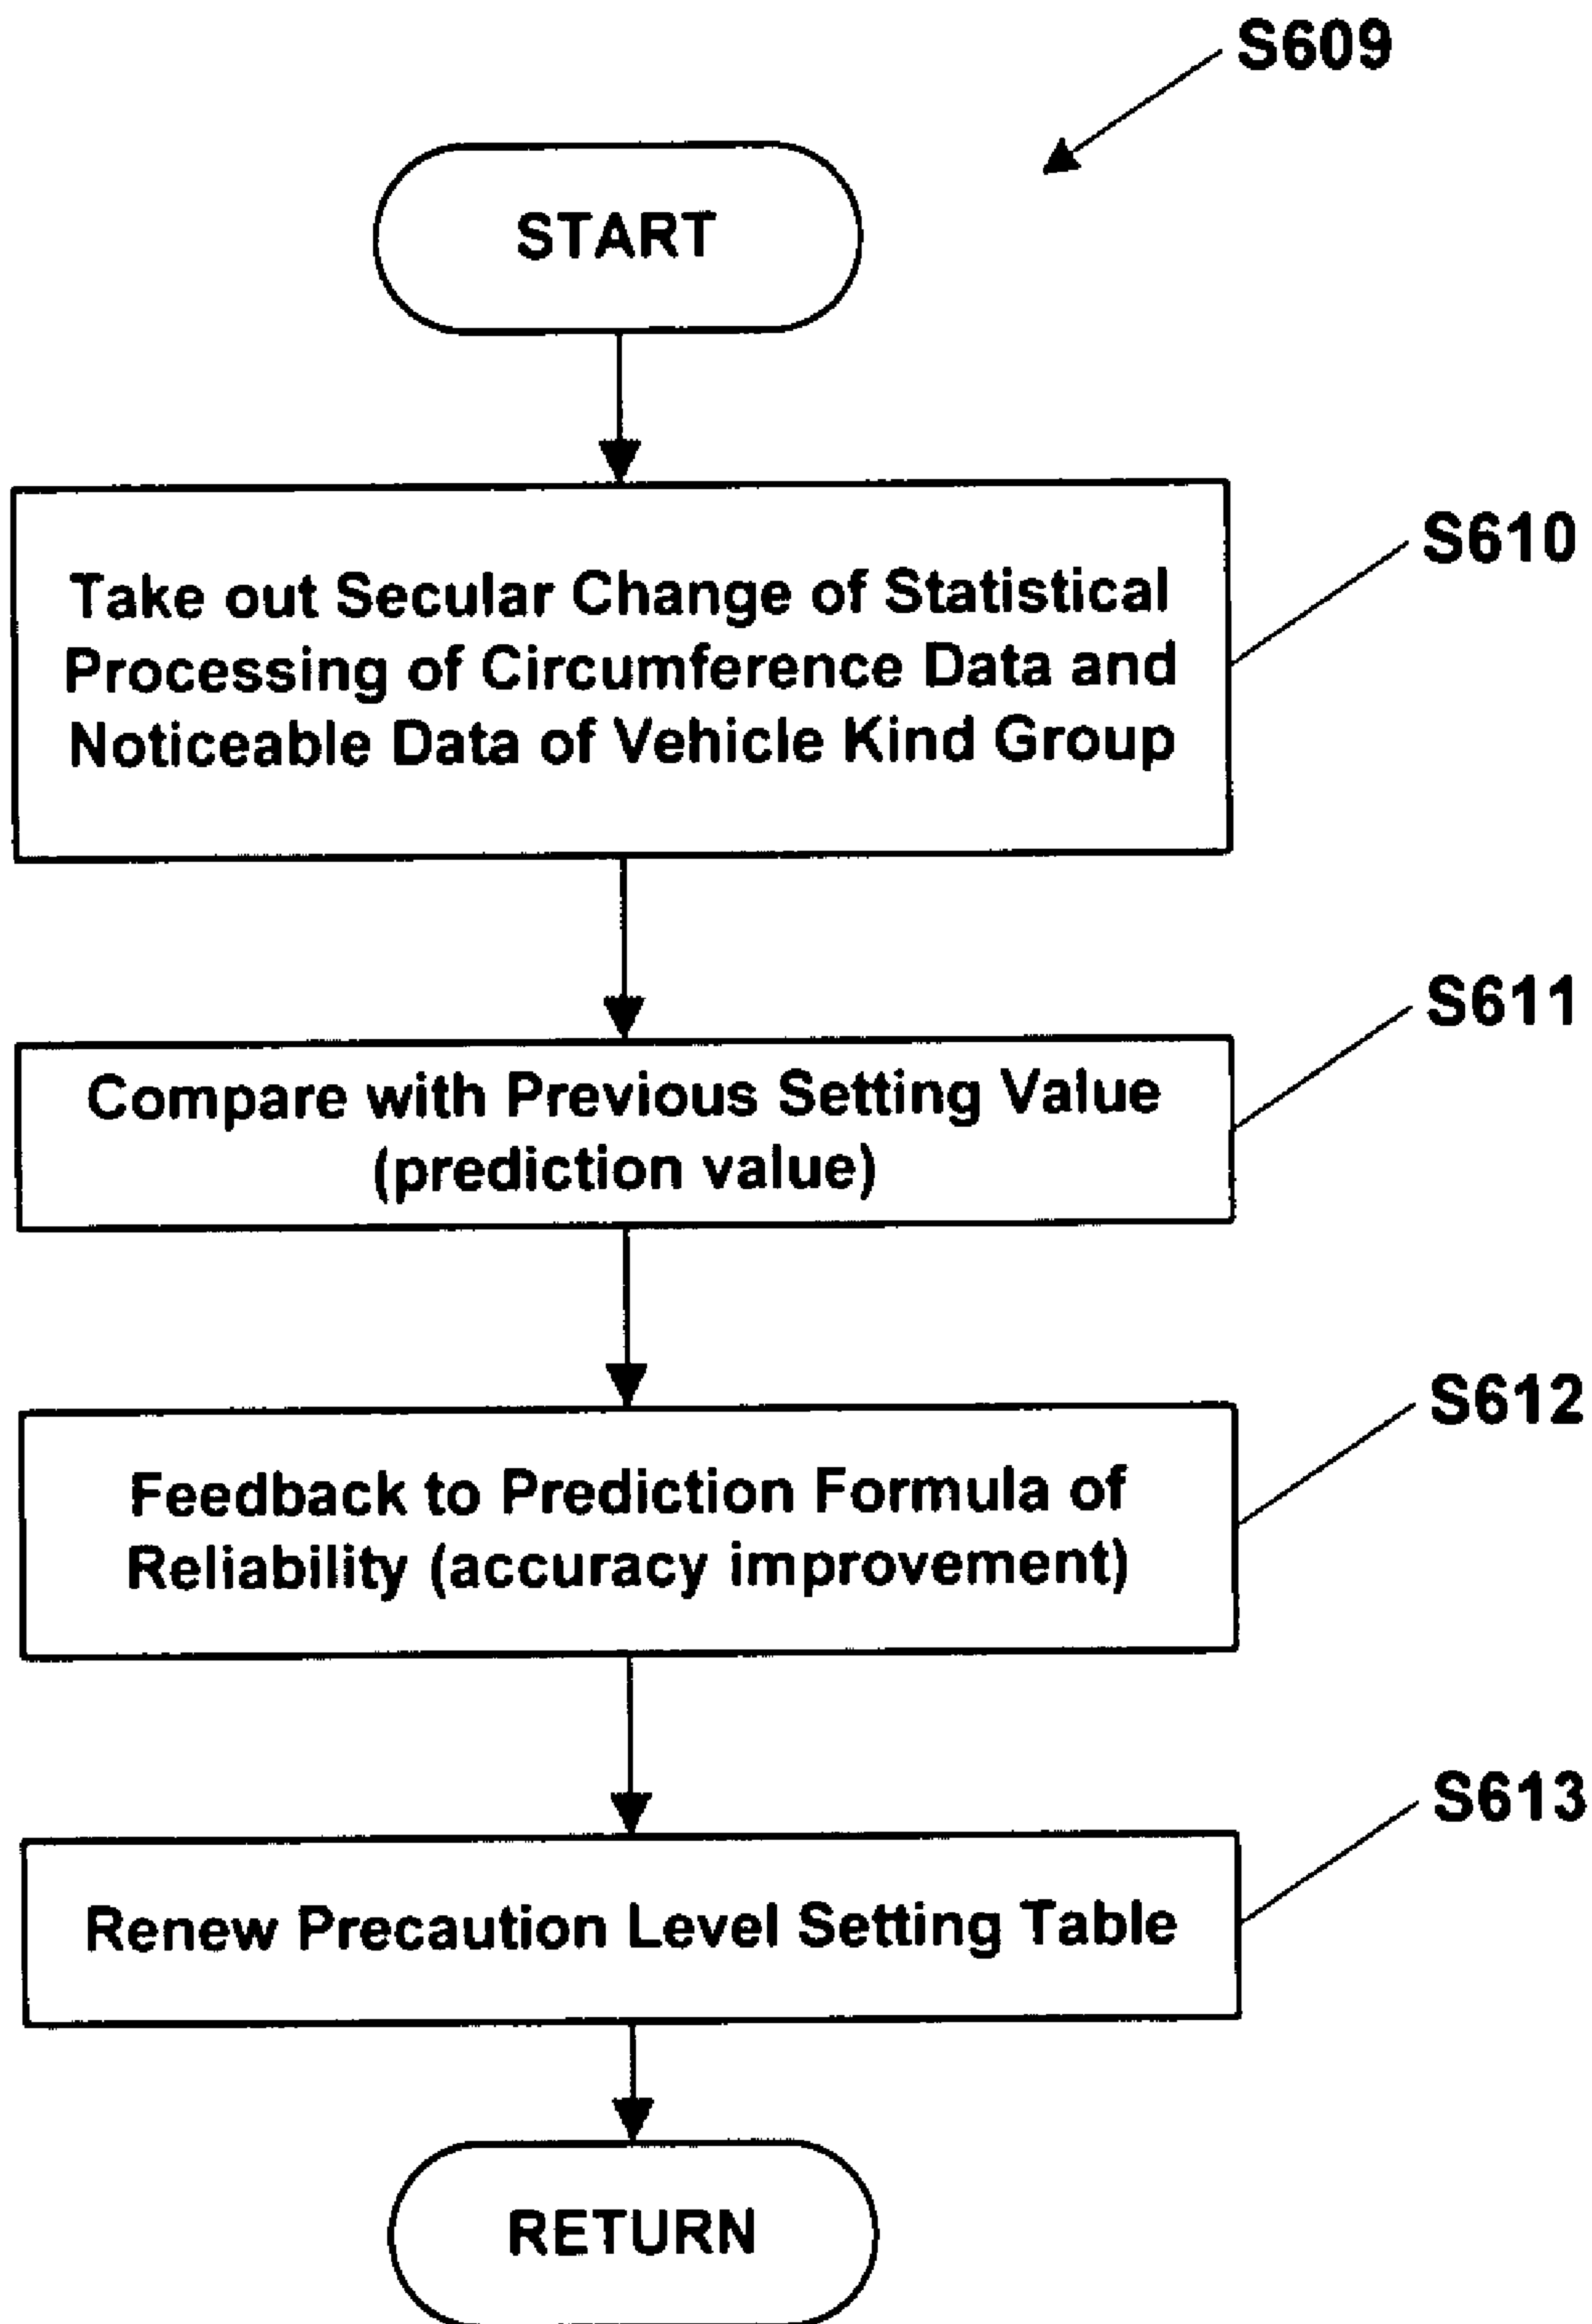 S609
START
S610
Take out Secular Change of Statistical
Processing of Circumference Data and
Noticeable Data of Vehicle Kind Group
S611
Compare with Previous Setting Value
(prediction value)
S612
Feedback to Prediction Formula of
Reliability (accuracy improvement)
S613
Renew Precaution Level Setting Table
RETURN